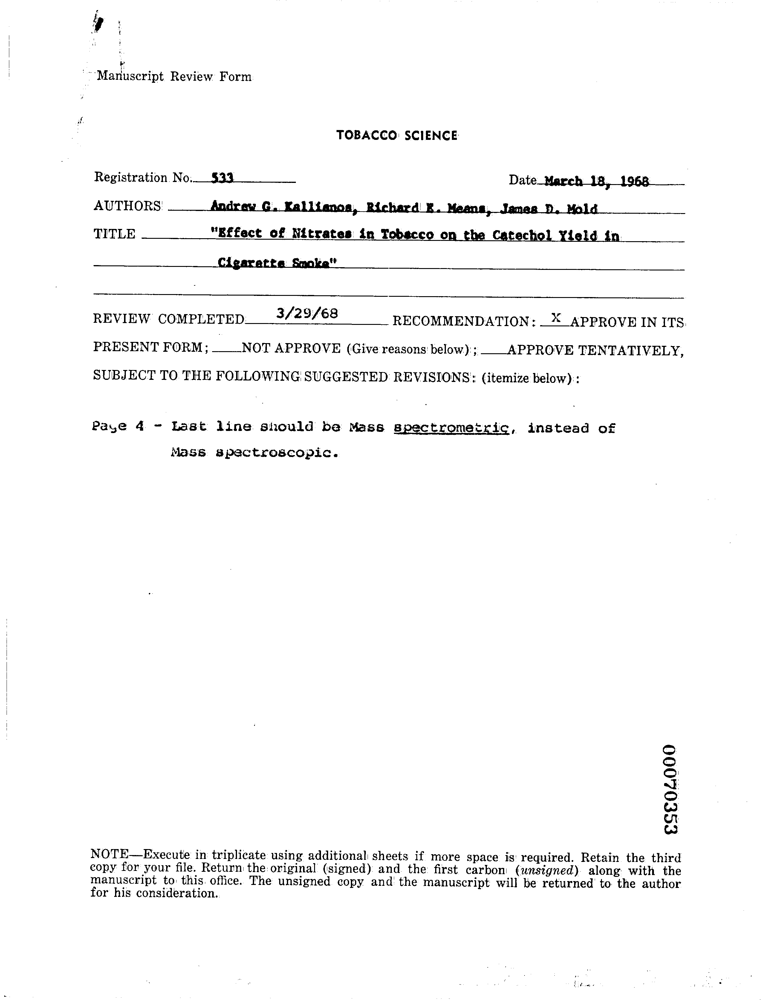 Manuscript Review Form
TOBACCO SCIENCE
Registration No. 533 Date March 18, 1968
AUTHORS Andrew G. Kallianos, Richard E. Means, James D. Mold
TITLE "Effect of Nitrates in Tobacco on the Catechol Yield in
Cigarette Smoke"
REVIEW COMPLETED 3/29/68 RECOMMENDATION: X APPROVE IN ITS
PRESENT FORM; ___NOT APPROVE (Give reasons below); ___APPROVE TENTATIVELY,
SUBJECT TO THE FOLLOWING SUGGESTED REVISIONS: (itemize below):
Page 4 - Last line should be Mass spectrometric, instead of
Mass spectroscopic.
00070353
NOTE—Execute in triplicate using additional sheets if more space is required. Retain the third
copy for your file. Return the original (signed) and the first carbon (unsigned) along with the
manuscript to this office. The unsigned copy and the manuscript will be returned to the author
for his consideration.